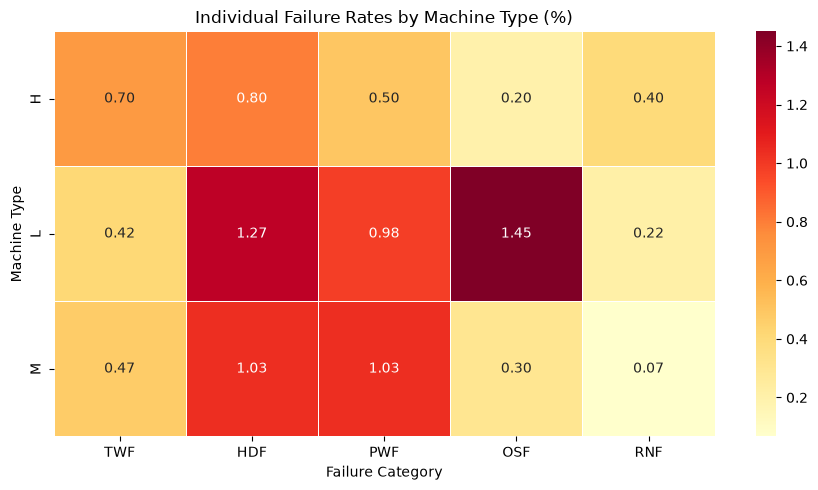 Individual Failure Rates by Machine Type (%)
Machine Type
H
0.70 0.80 0.50 0.20 0.40
L
0.42 1.27 0.98 1.45 0.22
M
0.47 1.03 1.03 0.30 0.07
TWF HDF PWF OSF RNF
Failure Category
1.4
1.2
1.0
0.8
0.6
0.4
0.2